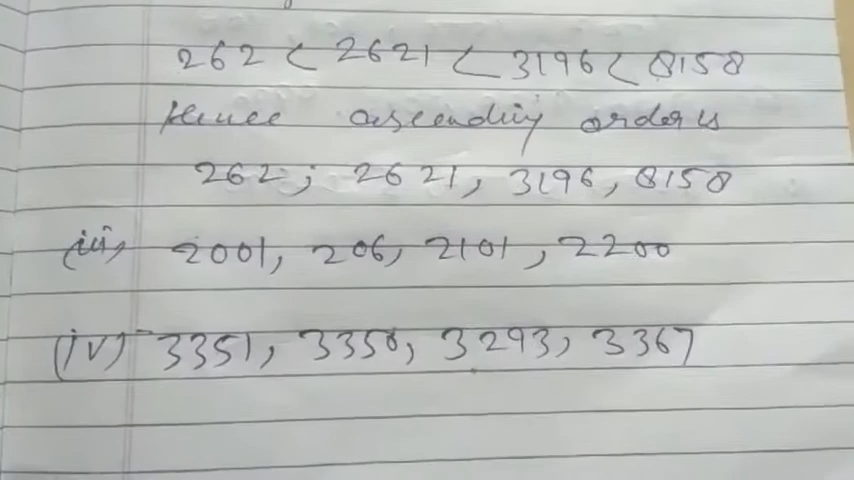 262 < 2621 < 3196 < 8158
Hence ascending order is
262; 2621, 3196, 8158
(iii) 2001, 206, 2101, 2200
(iv) 3351, 3350, 3293, 3367